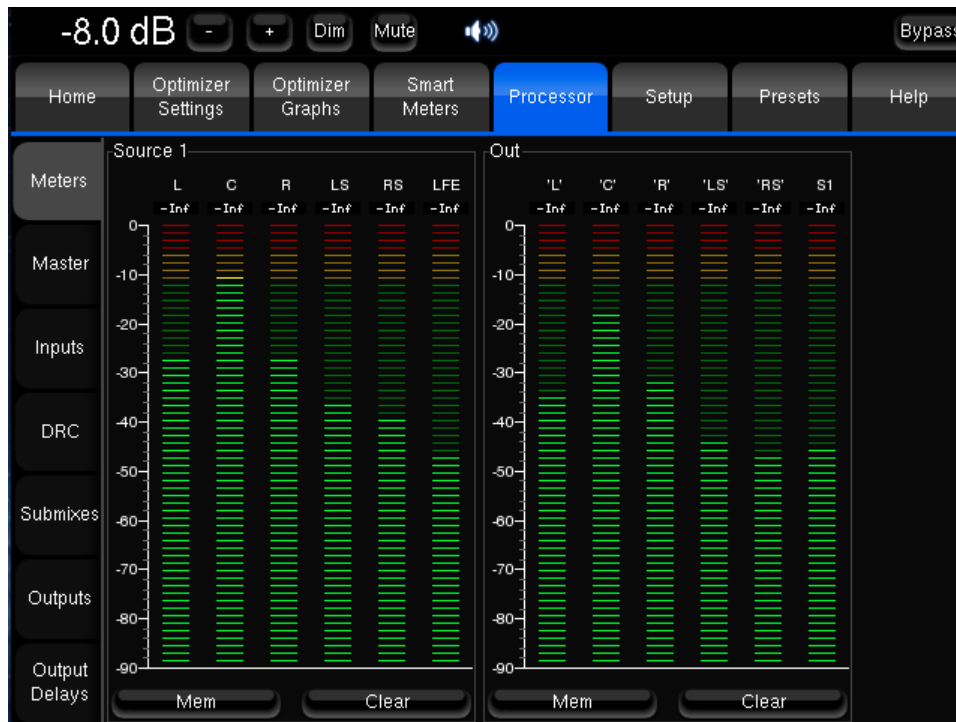 -8.0 dB - + Dim Mute Bypass
Home Optimizer Settings Optimizer Graphs Smart Meters Processor Setup Presets Help
Meters
Master
Inputs
DRC
Submixes
Outputs
Output Delays
Source 1
L C R LS RS LFE
-Inf -Inf -Inf -Inf -Inf -Inf
0
-10
-20
-30
-40
-50
-60
-70
-80
-90
Mem Clear
Out
'L' 'C' 'R' 'LS' 'RS' S1
-Inf -Inf -Inf -Inf -Inf -Inf
0
-10
-20
-30
-40
-50
-60
-70
-80
-90
Mem Clear